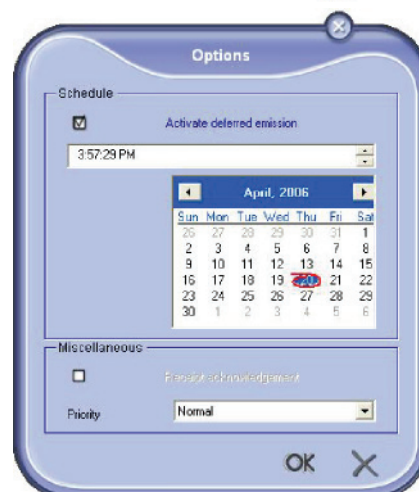 Options
Schedule
Activate deferred emission
3:57:29 PM
April, 2006
Sun Mon Tue Wed Thu Fri Sat
26 27 28 29 30 31 1
2 3 4 5 6 7 8
9 10 11 12 13 14 15
16 17 18 19 20 21 22
23 24 25 26 27 28 29
30 1 2 3 4 5 6
Miscellaneous
Receipt acknowledgement
Priority Normal
OK